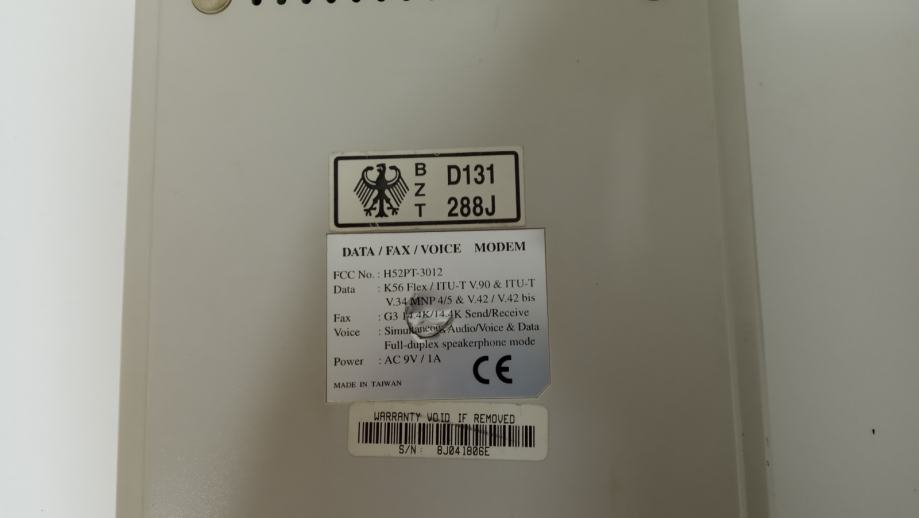 B Z T D131 288J
DATA / FAX / VOICE MODEM
FCC No. : H52PT-3012
Data : K56 Flex / ITU-T V.90 & ITU-T
V.34 MNP 4/5 & V.42 / V.42 bis
Fax : G3 14.4K/14.4K Send/Receive
Voice : Simultaneous Audio/Voice & Data
Full-duplex speakerphone mode
Power : AC 9V / 1A
MADE IN TAIWAN
CE
WARRANTY VOID IF REMOVED
S/N : 8J041806E